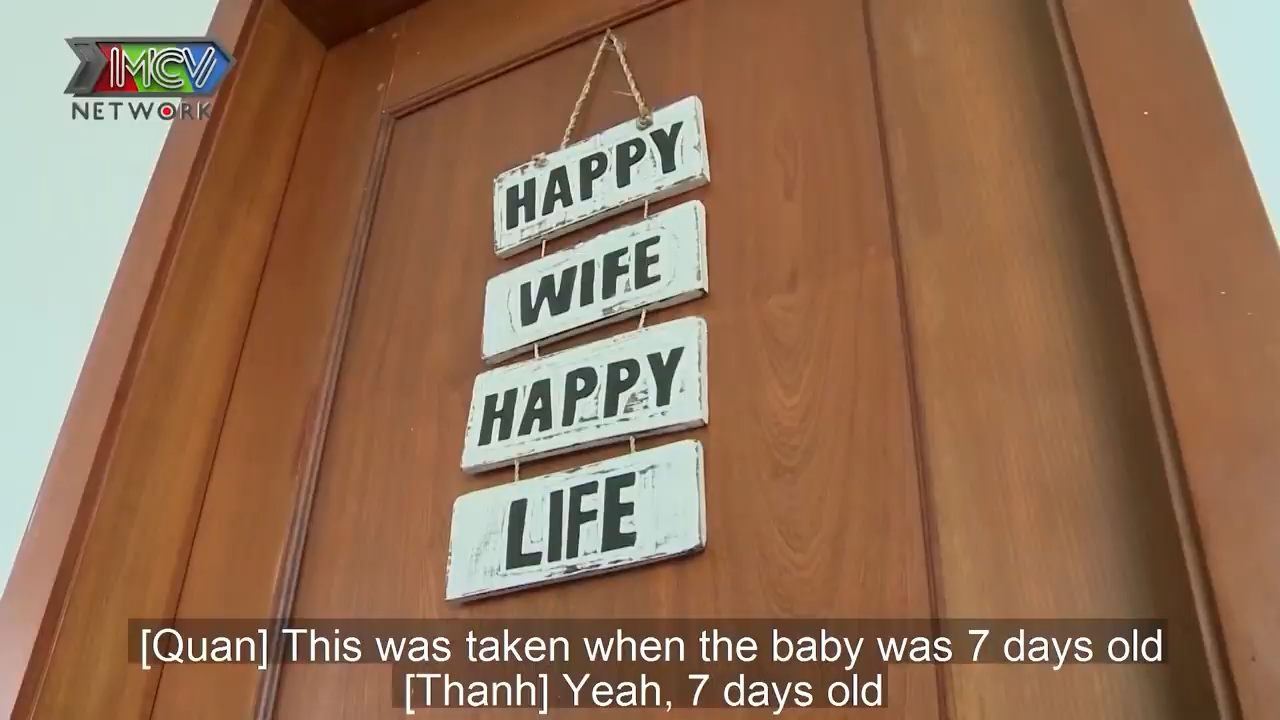 MCV
NETWORK
HAPPY
WIFE
HAPPY
LIFE
[Quan] This was taken when the baby was 7 days old
[Thanh] Yeah, 7 days old